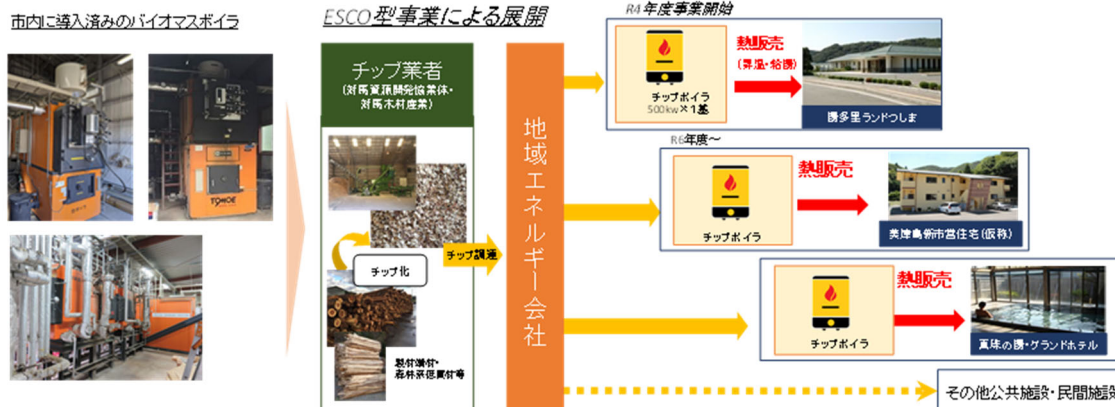 市内に導入済みのバイオマスボイラ
TOHOE
ESCO型事業による展開
チップ業者
(対馬資源開発協業体・
対馬木材産業)
チップ化
製材端材・
森林系低質材等
チップ調達
地域エネルギー会社
R4年度事業開始
チップボイラ
500kw×1基
熱販売
(昇温・給湯)
湯多里ランドつしま
R6年度～
チップボイラ
熱販売
美津島新市営住宅(仮称)
チップボイラ
熱販売
真珠の湯・グランドホテル
その他公共施設・民間施設